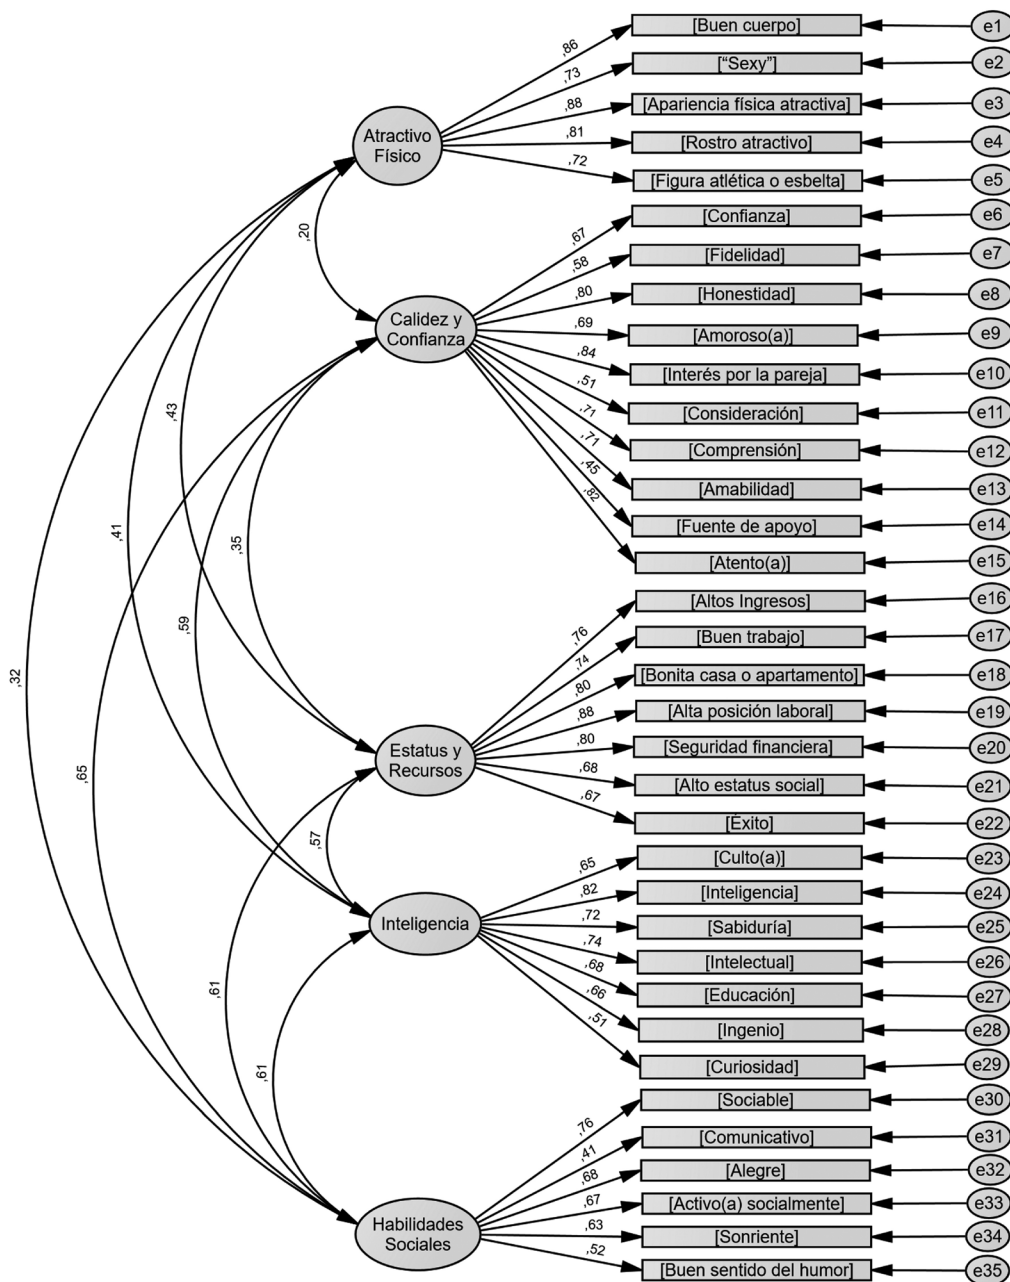 [Buen cuerpo]
e1
,86
[“Sexy”]
e2
,73
[Apariencia física atractiva]
e3
,88
Atractivo
Físico
[Rostro atractivo]
e4
,81
[Figura atlética o esbelta]
e5
,72
,20
[Confianza]
e6
,67
[Fidelidad]
e7
,58
[Honestidad]
e8
,80
Calidez y
Confianza
[Amoroso(a)]
e9
,69
[Interés por la pareja]
e10
,84
[Consideración]
e11
,51
[Comprensión]
e12
,71
[Amabilidad]
e13
,71
[Fuente de apoyo]
e14
,45
[Atento(a)]
e15
,82
,43
,41
,35
,59
,32
,65
[Altos Ingresos]
e16
,76
[Buen trabajo]
e17
,74
[Bonita casa o apartamento]
e18
,80
[Alta posición laboral]
e19
,88
Estatus y
Recursos
[Seguridad financiera]
e20
,80
[Alto estatus social]
e21
,68
[Éxito]
e22
,67
,57
[Culto(a)]
e23
,65
[Inteligencia]
e24
,82
Inteligencia
[Sabiduría]
e25
,72
[Intelectual]
e26
,74
[Educación]
e27
,68
[Ingenio]
e28
,66
[Curiosidad]
e29
,51
,61
,61
[Sociable]
e30
,76
[Comunicativo]
e31
,41
[Alegre]
e32
,68
[Activo(a) socialmente]
e33
,67
Habilidades
Sociales
[Sonriente]
e34
,63
[Buen sentido del humor]
e35
,52